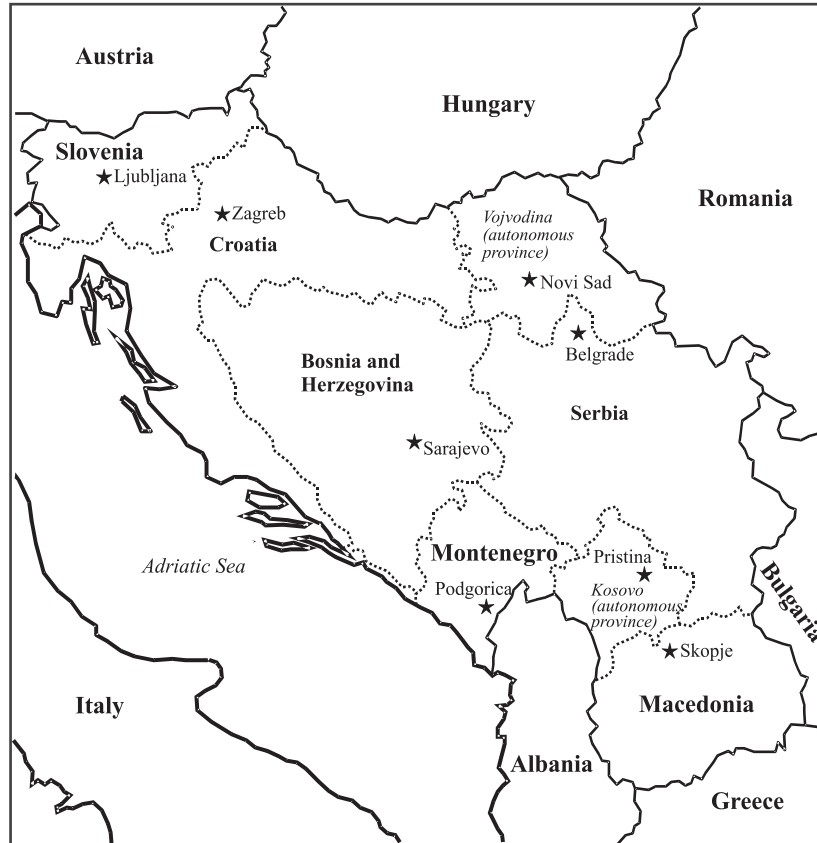 Austria
Hungary
Slovenia
Ljubljana
Romania
Zagreb
Vojvodina
(autonomous
province)
Croatia
Novi Sad
Belgrade
Bosnia and
Herzegovina
Serbia
Sarajevo
Montenegro
Pristina
Adriatic Sea
Podgorica
Kosovo
(autonomous
province)
Bulgaria
Skopje
Italy
Macedonia
Albania
Greece